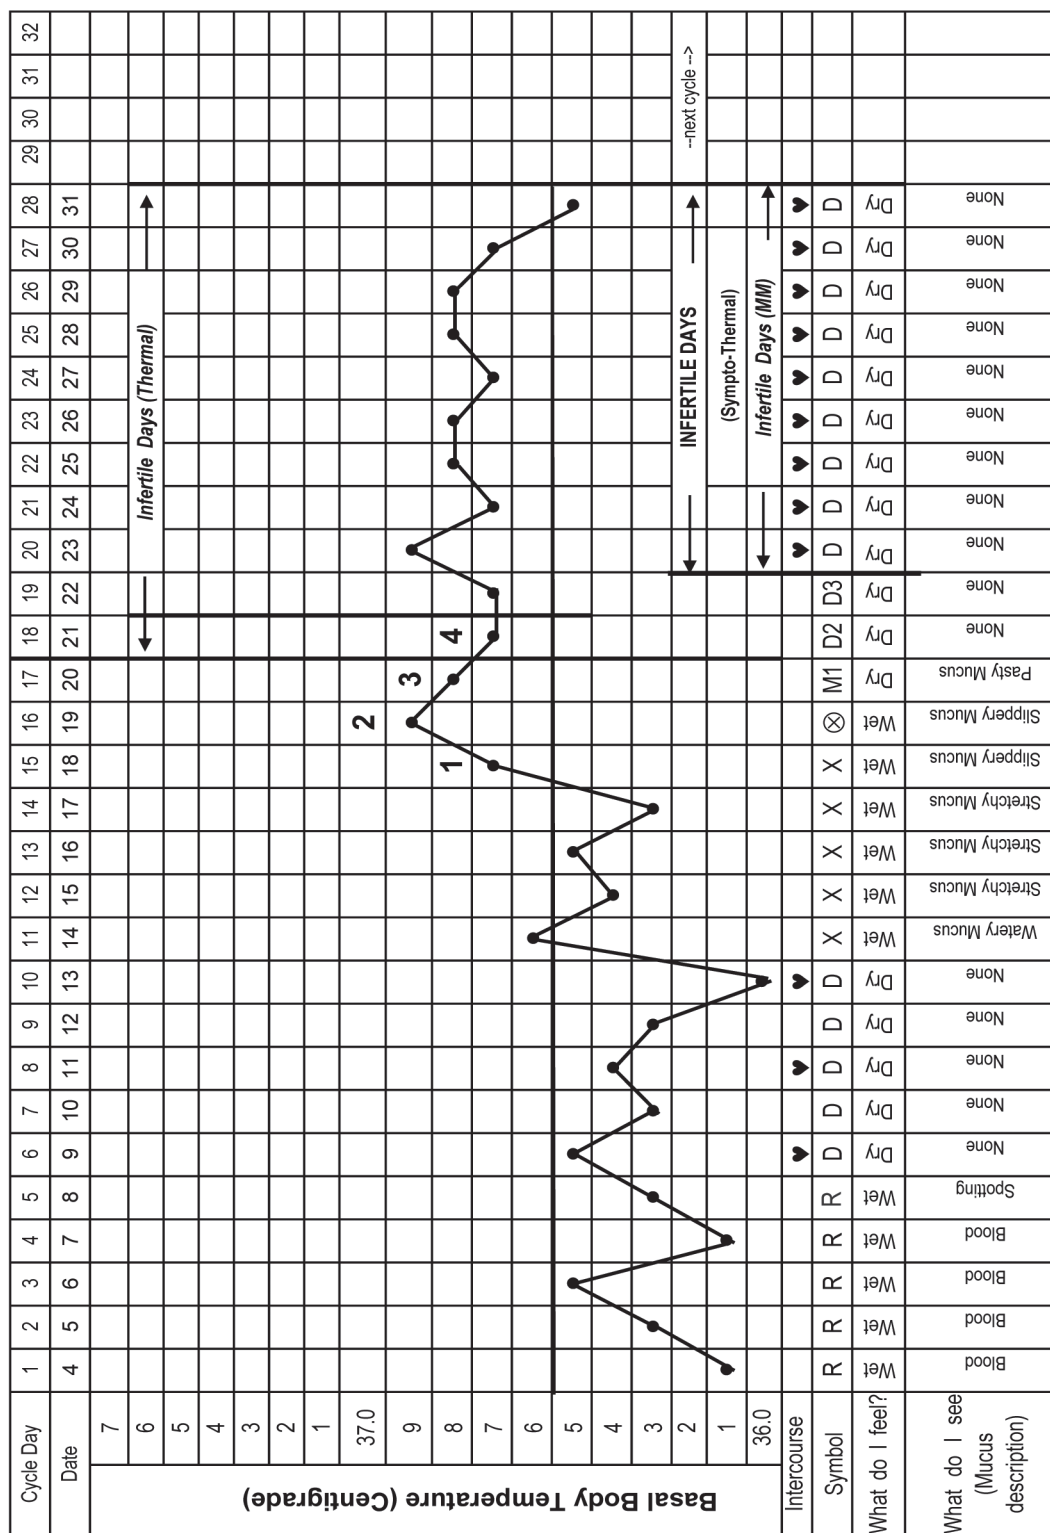 Cycle Day 1 2 3 4 5 6 7 8 9 10 11 12 13 14 15 16 17 18 19 20 21 22 23 24 25 26 27 28 29 30 31 32
Date 4 5 6 7 8 9 10 11 12 13 14 15 16 17 18 19 20 21 22 23 24 25 26 27 28 29 30 31
Basal Body Temperature (Centigrade)
7
6 Infertile Days (Thermal)
5
4
3
2
1
37.0 2
9 3
8 1 4
7
6
5
4
3
2 INFERTILE DAYS --next cycle -->
1 (Sympto-Thermal)
36.0 Infertile Days (MM)
Intercourse
Symbol R R R R R D D D D D X X X X X ⊗ M1 D2 D3 D D D D D D D D D
What do I feel? Wet Wet Wet Wet Wet Dry Dry Dry Dry Dry Wet Wet Wet Wet Wet Wet Dry Dry Dry Dry Dry Dry Dry Dry Dry Dry Dry Dry
What do I see
(Mucus
description)
Blood
Blood
Blood
Blood
Spotting
None
None
None
None
None
Watery Mucus
Stretchy Mucus
Stretchy Mucus
Stretchy Mucus
Slippery Mucus
Slippery Mucus
Pasty Mucus
None
None
None
None
None
None
None
None
None
None
None